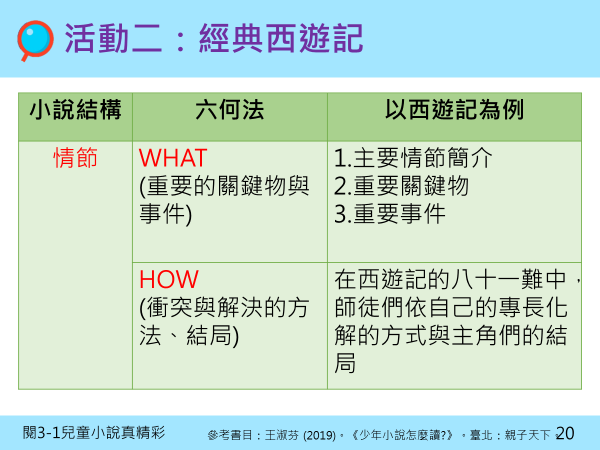 活動二：經典西遊記
小說結構
六何法
以西遊記為例
情節
WHAT
(重要的關鍵物與
事件)
1.主要情節簡介
2.重要關鍵物
3.重要事件
HOW
(衝突與解決的方
法、結局)
在西遊記的八十一難中，
師徒們依自己的專長化
解的方式與主角們的結
局
閱3-1兒童小說真精彩
參考書目：王淑芬 (2019)。《少年小說怎麼讀?》。臺北：親子天下。
20